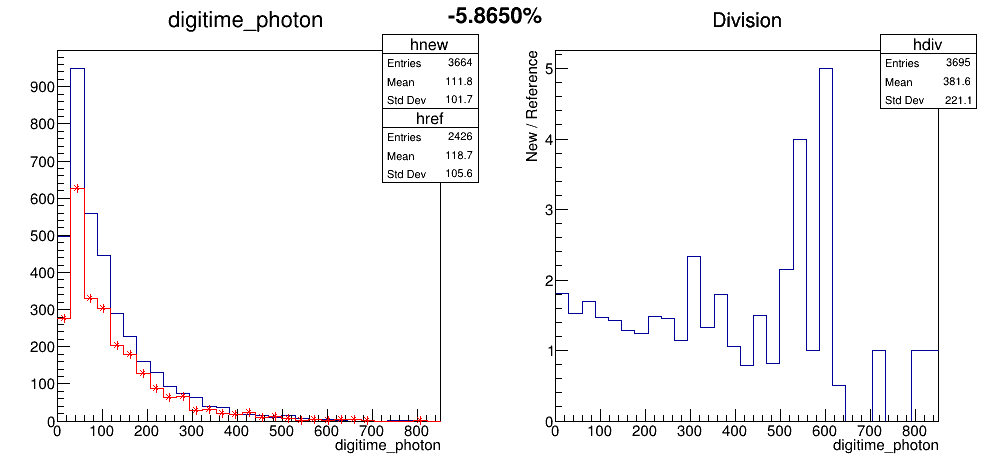 -5.8650%
digitime_photon
hnew
Entries 3664
Mean 111.8
Std Dev 101.7
href
Entries 2426
Mean 118.7
Std Dev 105.6
900
800
700
600
500
400
300
200
100
0
0 100 200 300 400 500 600 700 800
digitime_photon
Division
hdiv
Entries 3695
Mean 381.6
Std Dev 221.1
New / Reference
5
4
3
2
1
0
0 100 200 300 400 500 600 700 800
digitime_photon